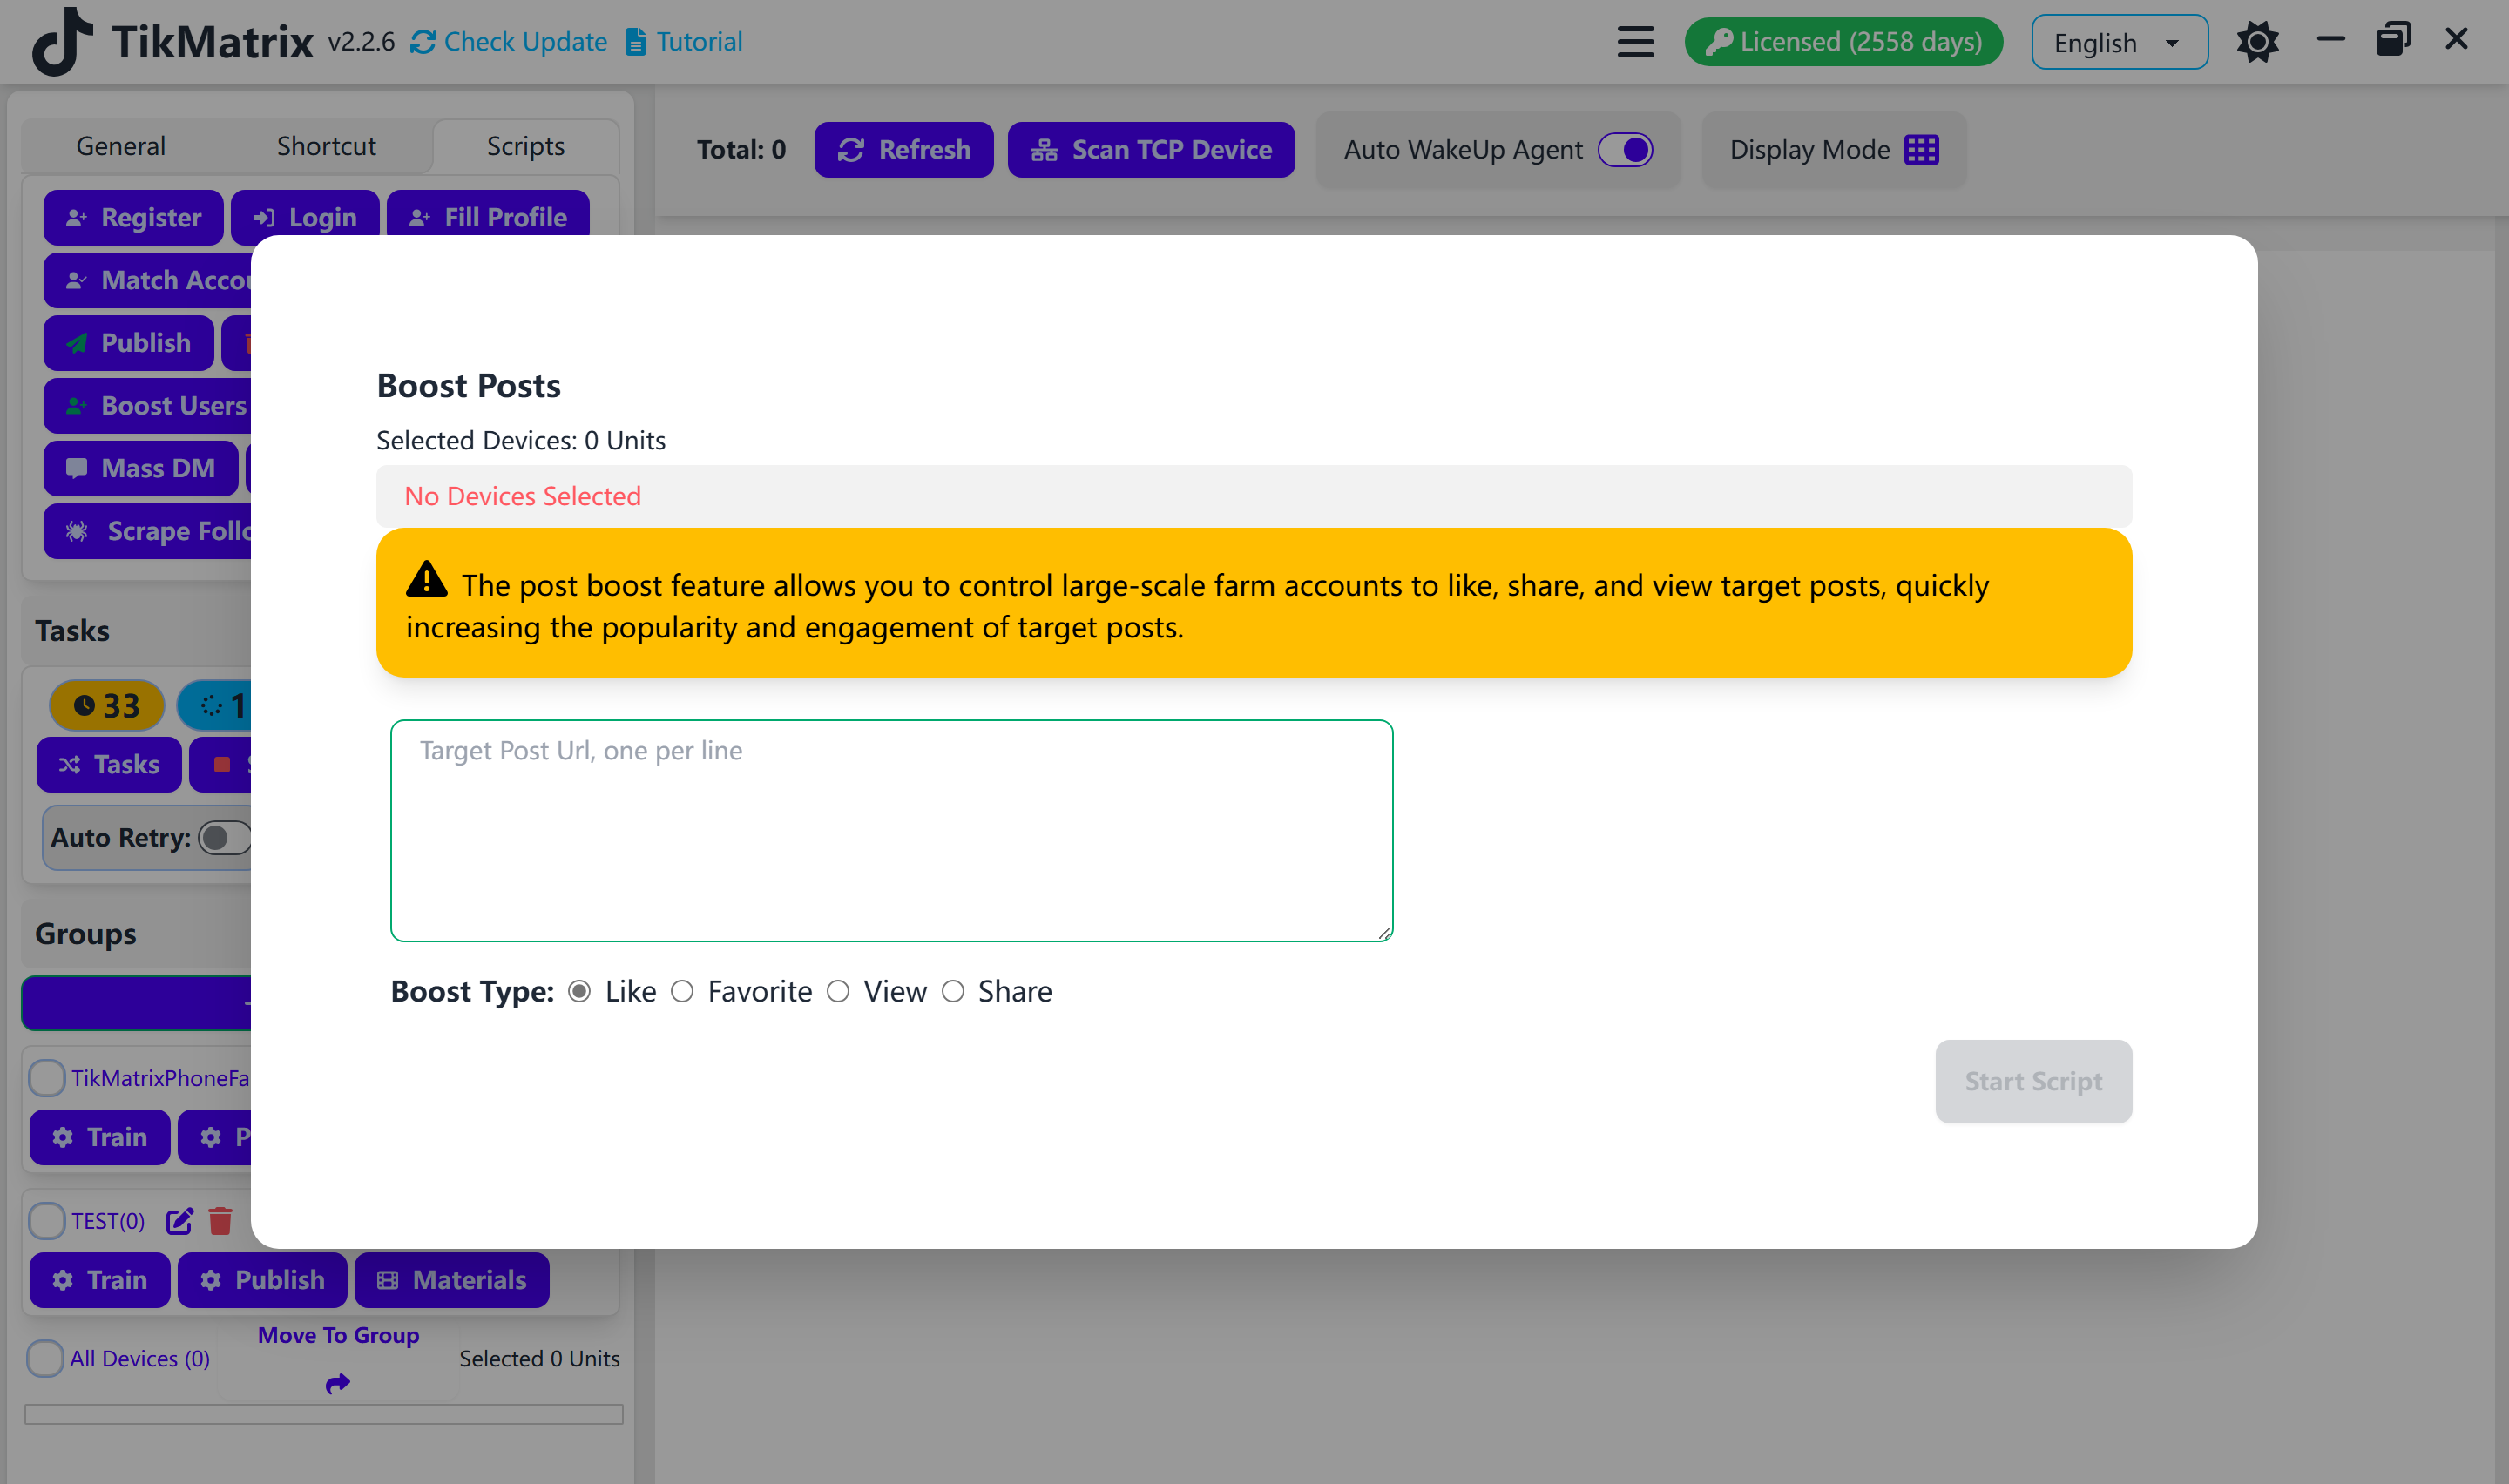 TikMatrix v2.2.6 Check Update Tutorial
Licensed (2558 days) English
General Shortcut Scripts
Total: 0 Refresh Scan TCP Device Auto WakeUp Agent Display Mode
Register Login Fill Profile
Match Accou
Publish
Boost Users
Mass DM
Scrape Follo
Tasks
33 1
Tasks
Auto Retry:
Groups
TikMatrixPhoneFa
Train P
TEST(0)
Train Publish Materials
All Devices (0) Move To Group Selected 0 Units
Boost Posts
Selected Devices: 0 Units
No Devices Selected
The post boost feature allows you to control large-scale farm accounts to like, share, and view target posts, quickly
increasing the popularity and engagement of target posts.
Target Post Url, one per line
Boost Type: Like Favorite View Share
Start Script